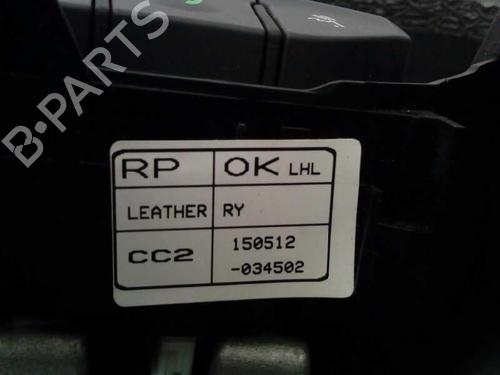 B-PARTS
RP OK LHL
LEATHER RY
CC2 150512
-034502